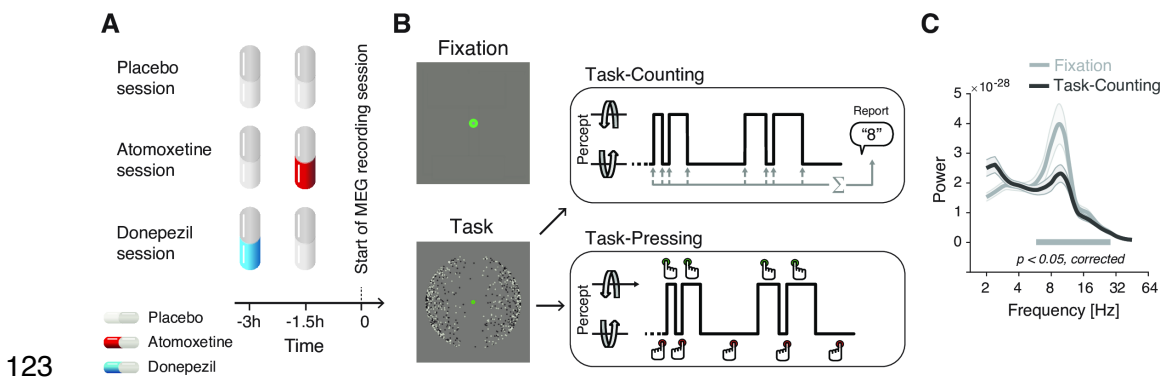 A
Placebo
session
Atomoxetine
session
Donepezil
session
Start of MEG recording session
-3h
-1.5h
0
Time
Placebo
Atomoxetine
Donepezil
B
Fixation
Task
Task-Counting
Percept
Report
“8”
Σ
Task-Pressing
Percept
C
Fixation
Task-Counting
×10-28
Power
5
4
3
2
1
0
p < 0.05, corrected
2
4
8
16
32
64
Frequency [Hz]
123